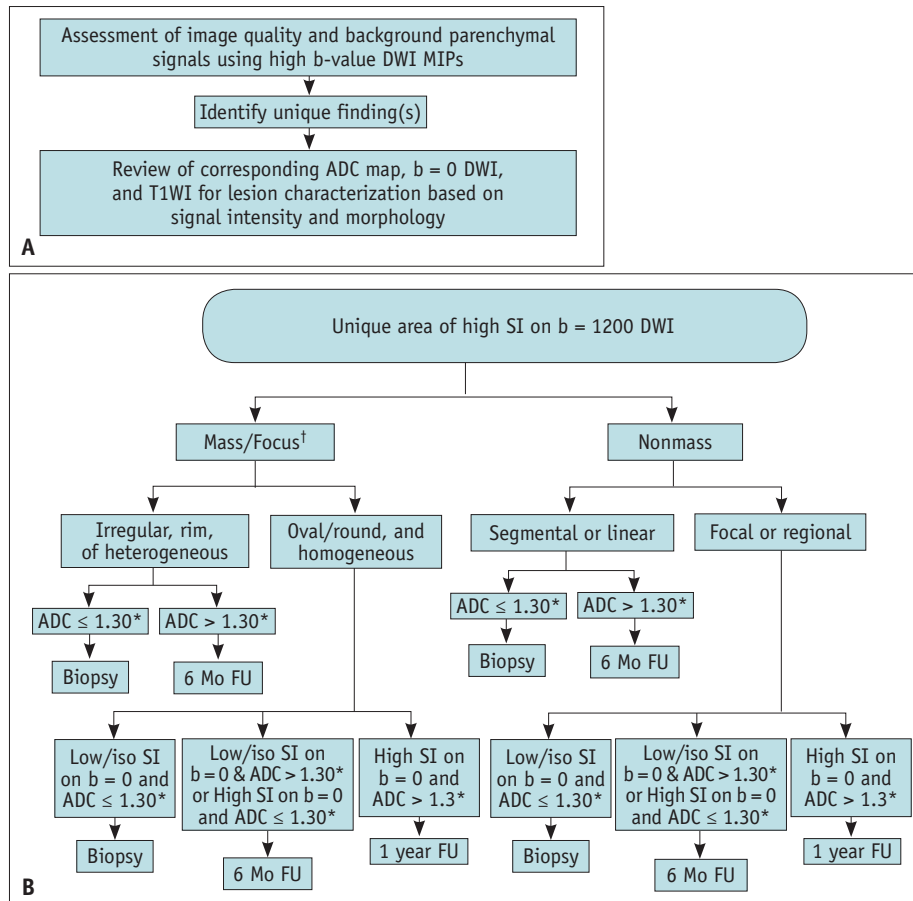 Assessment of image quality and background parenchymal
signals using high b-value DWI MIPs
Identify unique finding(s)
Review of corresponding ADC map, b = 0 DWI,
and T1WI for lesion characterization based on
signal intensity and morphology
A
Unique area of high SI on b = 1200 DWI
Mass/Focus†
Nonmass
Irregular, rim,
of heterogeneous
Oval/round, and
homogeneous
Segmental or linear
Focal or regional
ADC ≤ 1.30*
ADC > 1.30*
ADC ≤ 1.30*
ADC > 1.30*
Biopsy
6 Mo FU
Biopsy
6 Mo FU
Low/iso SI
on b = 0 and
ADC ≤ 1.30*
Low/iso SI on
b = 0 & ADC > 1.30*
or High SI on b = 0
and ADC ≤ 1.30*
High SI on
b = 0 and
ADC > 1.3*
Low/iso SI
on b = 0 and
ADC ≤ 1.30*
Low/iso SI on
b = 0 & ADC > 1.30*
or High SI on b = 0
and ADC ≤ 1.30*
High SI on
b = 0 and
ADC > 1.3*
Biopsy
6 Mo FU
1 year FU
Biopsy
6 Mo FU
1 year FU
B